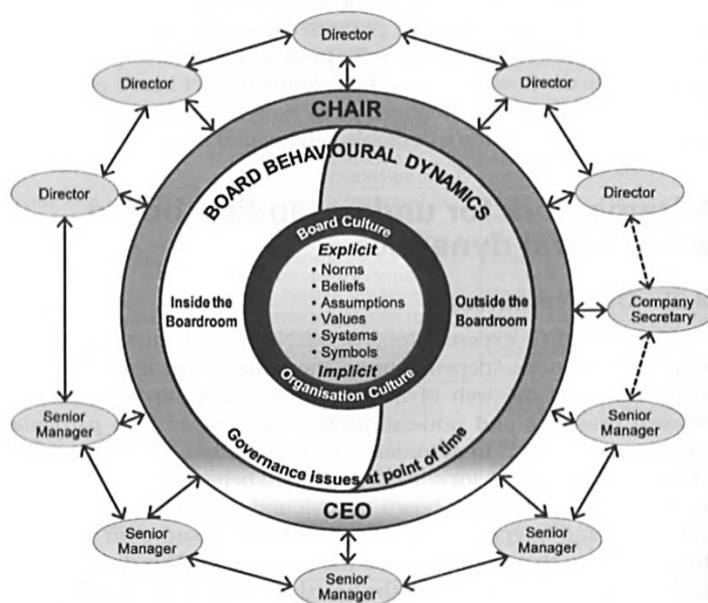 Director
Director
Director
CHAIR
BOARD BEHAVIOURAL DYNAMICS
Director
Director
Board Culture
Explicit
• Norms
• Beliefs
• Assumptions
• Values
• Systems
• Symbols
Implicit
Organisation Culture
Inside the
Boardroom
Outside the
Boardroom
Company
Secretary
Senior
Manager
Senior
Manager
Governance issues at point of time
CEO
Senior
Manager
Senior
Manager
Senior
Manager